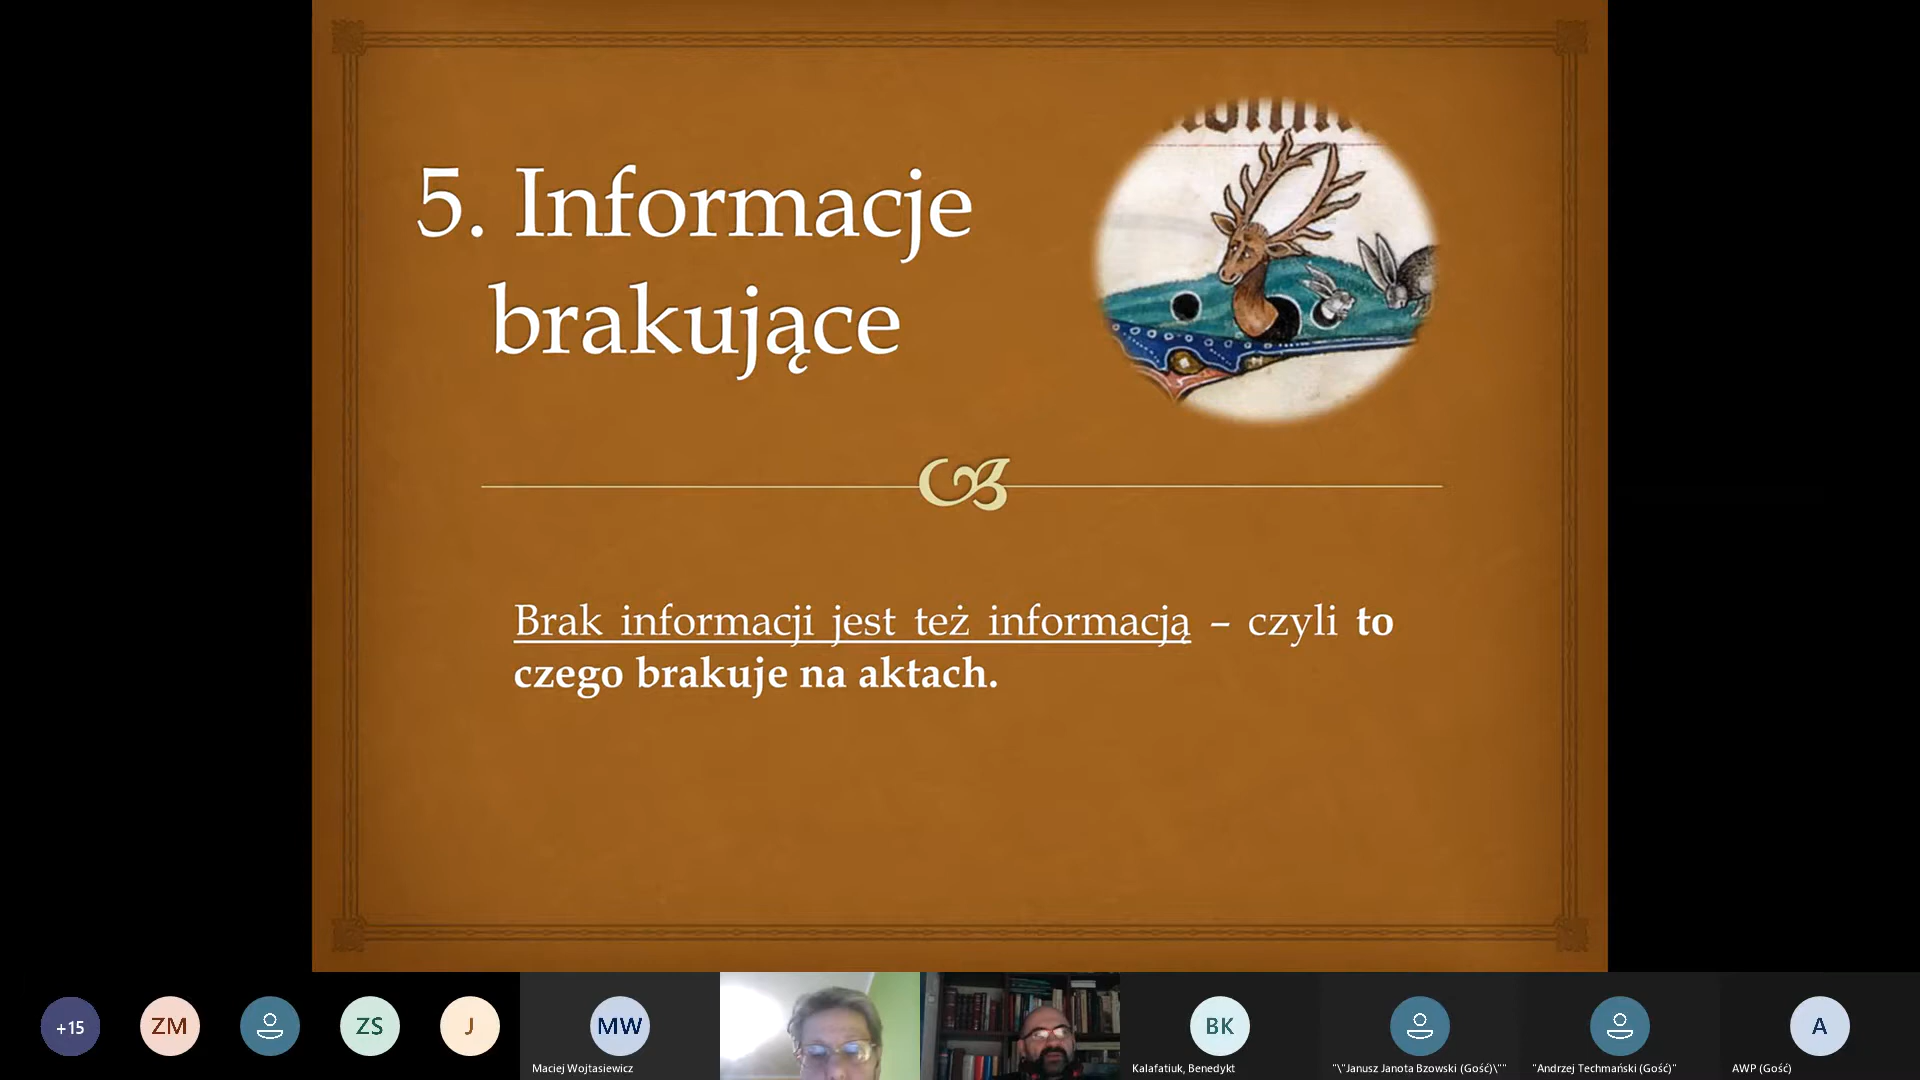 5. Informacje
brakujące
Brak informacji jest też informacją – czyli to
czego brakuje na aktach.
+15
ZM
ZS
J
MW
Maciej Wojtasiewicz
BK
Kalafatiuk, Benedykt
"\"Janusz Janota Bzowski (Gość)\""
"Andrzej Techmański (Gość)"
A
AWP (Gość)